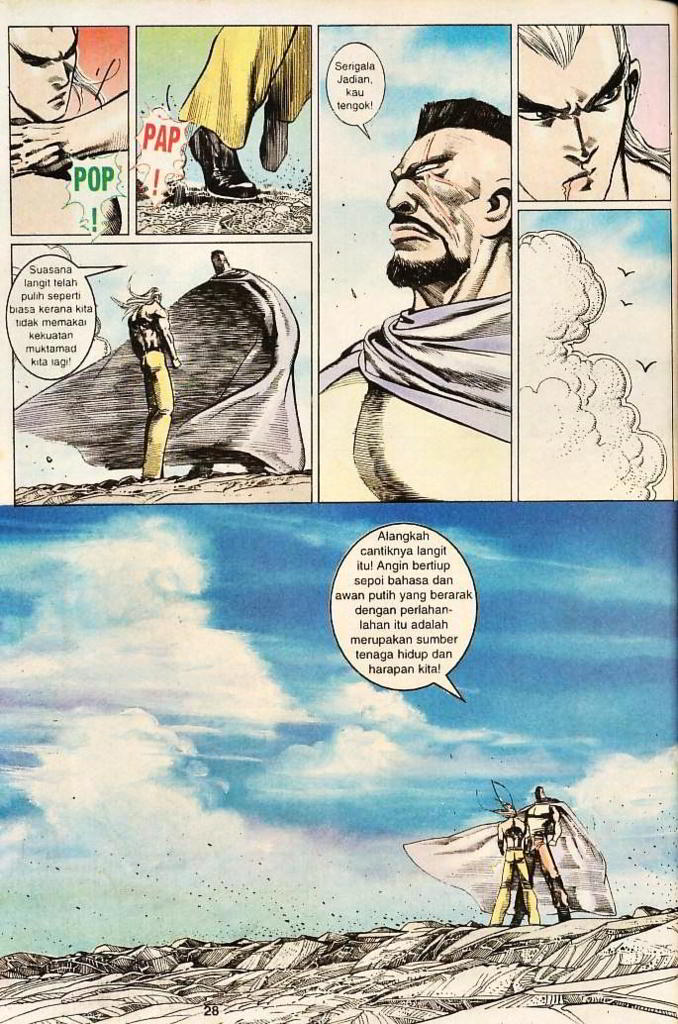 POP
!
PAP
!
Serigala
Jadian,
kau
tengok!
Suasana
langit telah
pulih seperti
biasa kerana kita
tidak memakai
kekuatan
muktamad
kita lagi!
Alangkah
cantiknya langit
itu! Angin bertiup
sepoi bahasa dan
awan putih yang berarak
dengan perlahan-
lahan itu adalah
merupakan sumber
tenaga hidup dan
harapan kita!
28